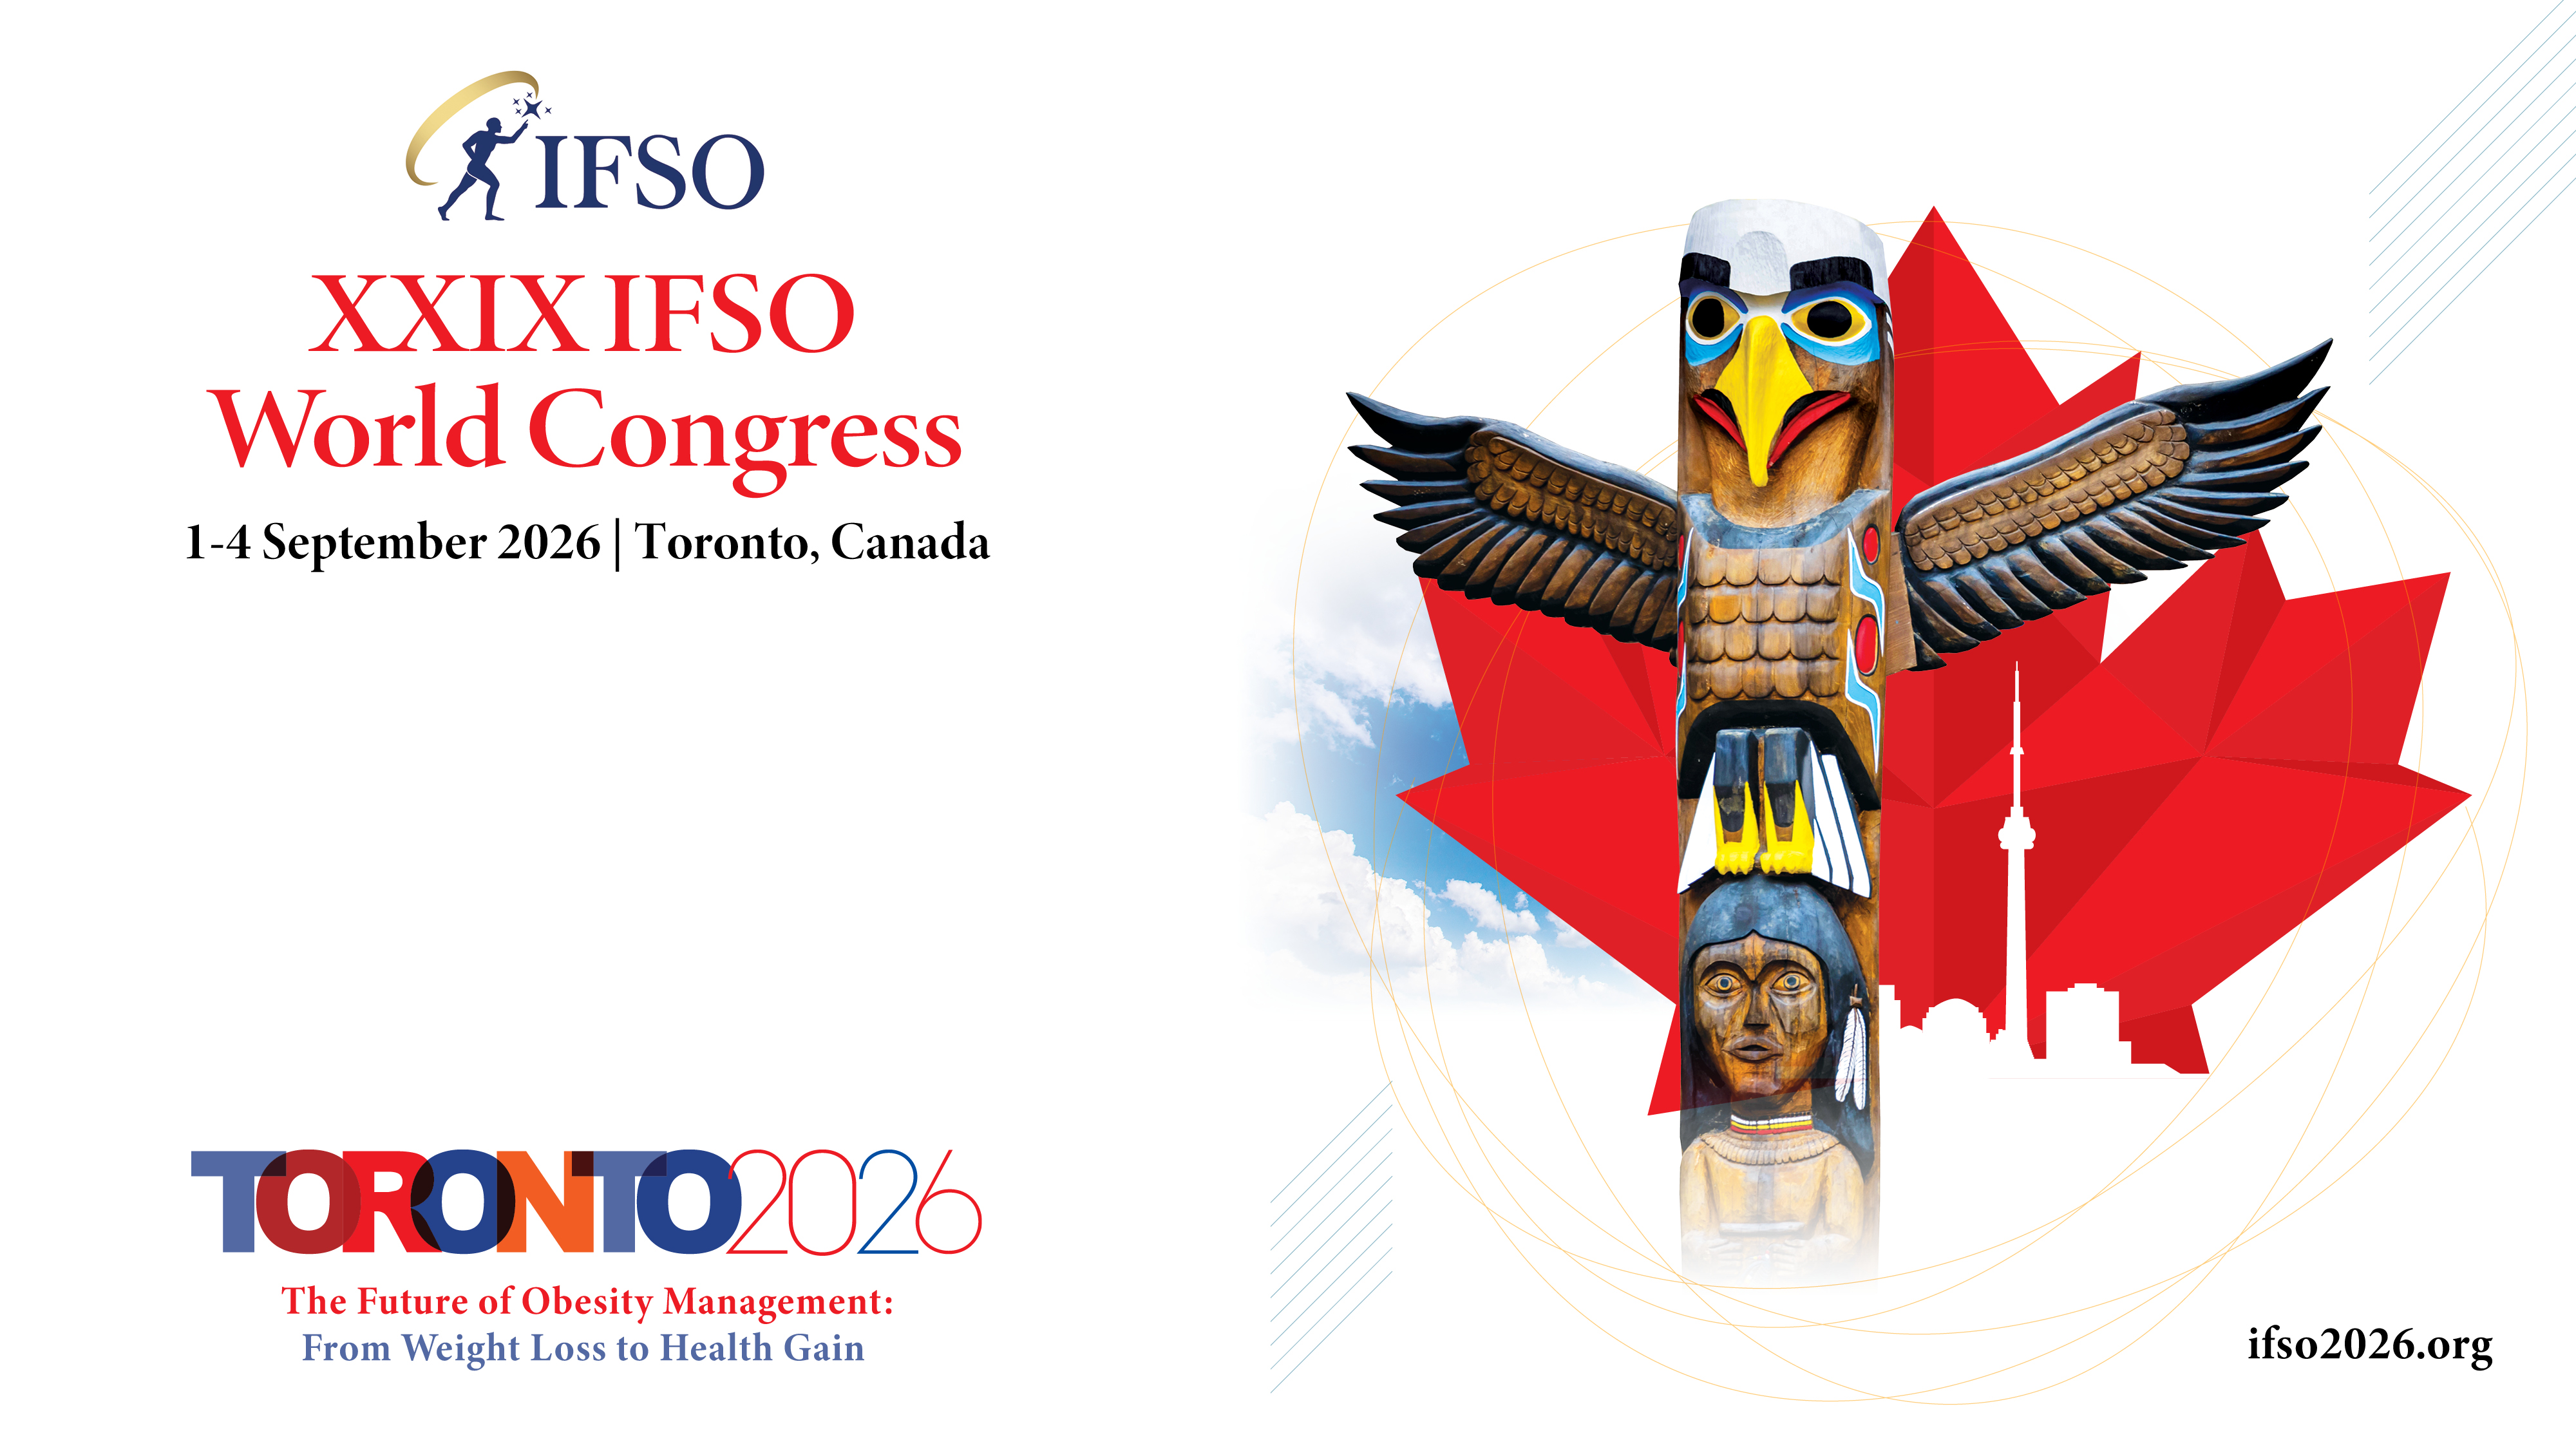 IFSO
XXIX IFSO
World Congress
1-4 September 2026 | Toronto, Canada
TORONTO2026
The Future of Obesity Management:
From Weight Loss to Health Gain
ifso2026.org